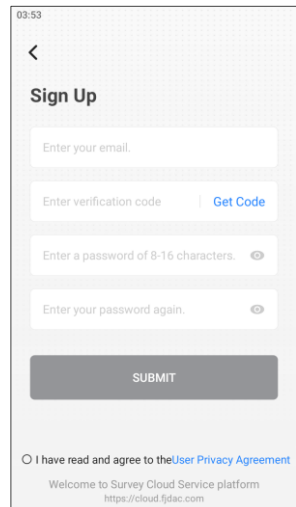 03:53
Sign Up
Enter your email.
Enter verification code Get Code
Enter a password of 8-16 characters.
Enter your password again.
SUBMIT
I have read and agree to theUser Privacy Agreement
Welcome to Survey Cloud Service platform
https://cloud.fjdac.com